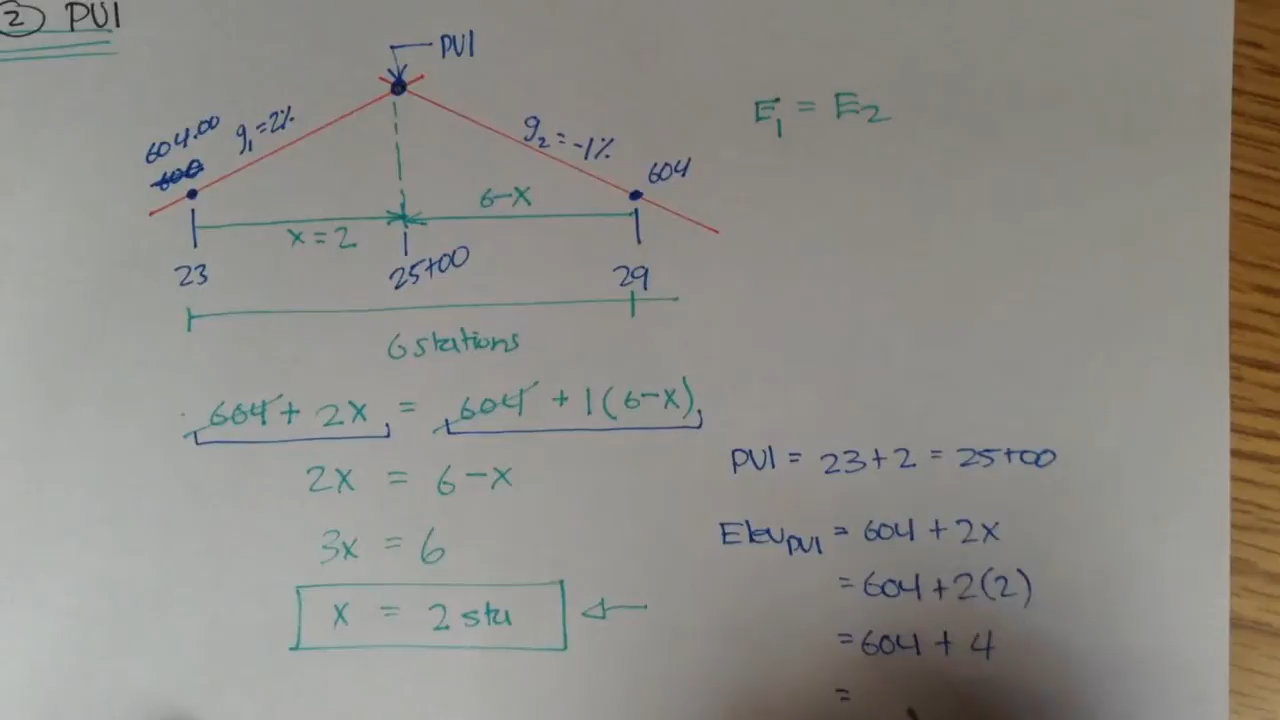 ② PVI
PVI
E₁ = E₂
604.00
600
g₁=2%
g₂=-1%
604
6-x
x=2
23
25+00
29
6 stations
604 + 2x = 604 + 1(6-x)
2x = 6-x
3x = 6
x = 2 sta
PVI = 23+2 = 25+00
Elev PVI = 604 + 2x
= 604 + 2(2)
= 604 + 4
=